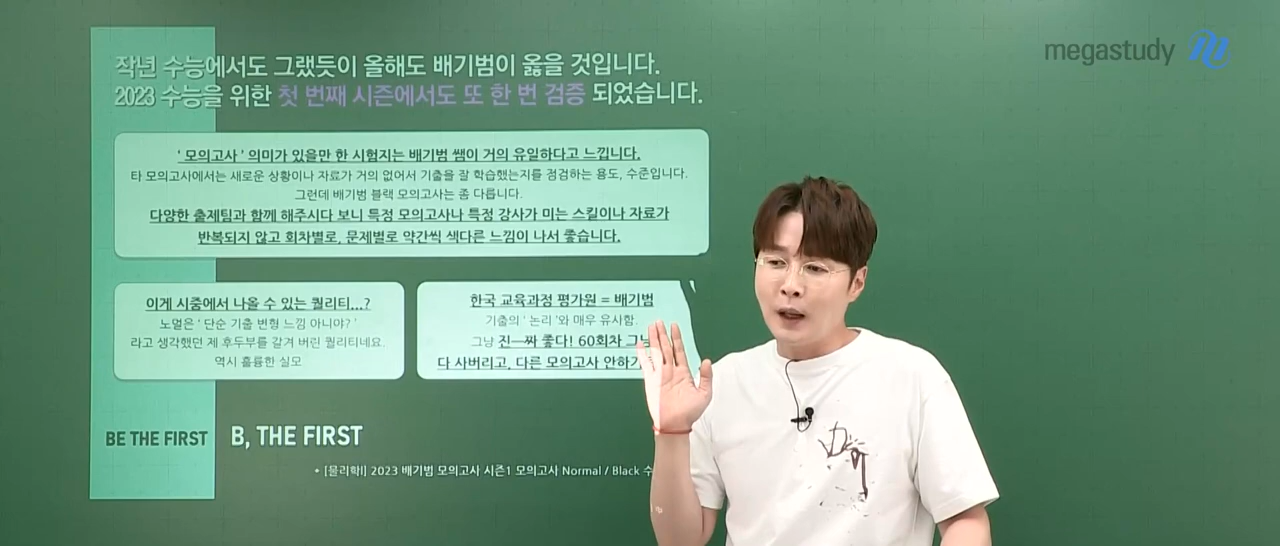 megastudy
작년 수능에서도 그랬듯이 올해도 배기범이 옳을 것입니다.
2023 수능을 위한 첫 번째 시즌에서도 또 한 번 검증 되었습니다.
‘ 모의고사 ’ 의미가 있을만 한 시험지는 배기범 쌤이 거의 유일하다고 느낍니다.
타 모의고사에서는 새로운 상황이나 자료가 거의 없어서 기출을 잘 학습했는지를 점검하는 용도, 수준입니다.
그런데 배기범 블랙 모의고사는 좀 다릅니다.
다양한 출제팀과 함께 해주시다 보니 특정 모의고사나 특정 강사가 미는 스킬이나 자료가
반복되지 않고 회차별로, 문제별로 약간씩 색다른 느낌이 나서 좋습니다.
이게 시중에서 나올 수 있는 퀄리티...?
노멀은 ‘ 단순 기출 변형 느낌 아니야? ’
라고 생각했던 제 후두부를 갈겨 버린 퀄리티네요.
역시 훌륭한 실모
한국 교육과정 평가원 = 배기범
기출의 ‘ 논리 ’와 매우 유사함.
그냥 진—짜 좋다! 60회차 그냥
다 사버리고, 다른 모의고사 안하기
BE THE FIRST
B, THE FIRST
* [물리학I] 2023 배기범 모의고사 시즌1 모의고사 Normal / Black 수